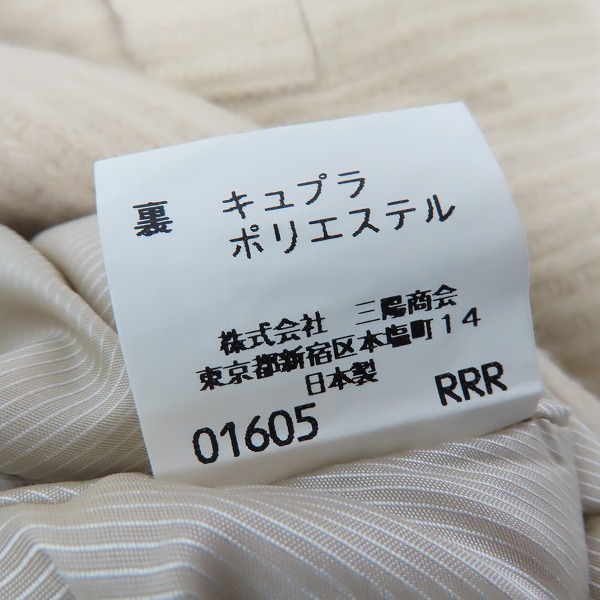 裏 キュプラ
ポリエステル
株式会社 三陽商会
東京都新宿区本塩町14
日本製
01605 RRR